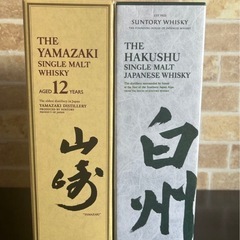 THE
YAMAZAKI
SINGLE MALT
WHISKY
AGED 12 YEARS
YAMAZAKI DISTILLERY
山崎
SUNTORY WHISKY
THE
HAKUSHU
SINGLE MALT
JAPANESE WHISKY
白州